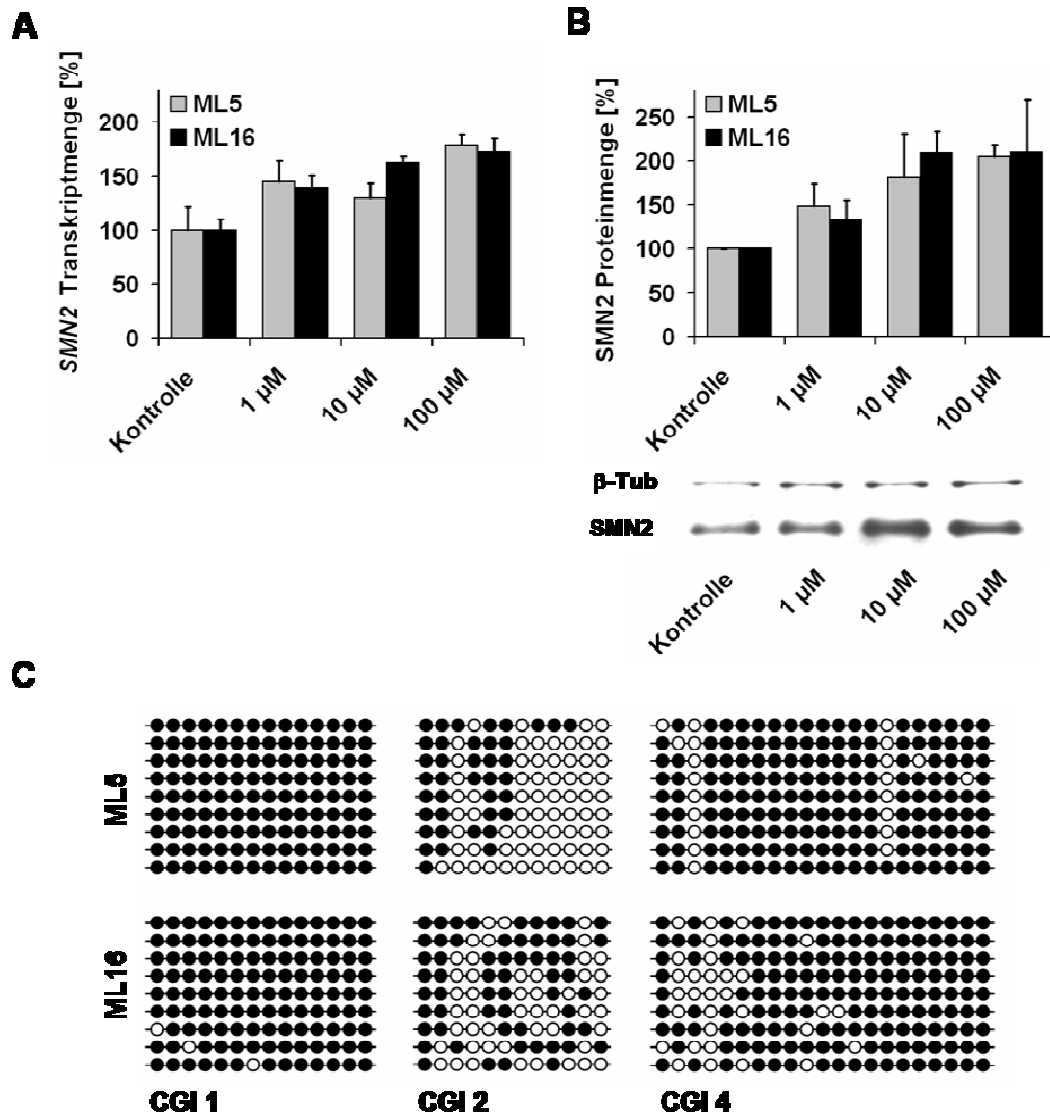 A
SMN2 Transkriptmenge [%]
200
150
100
50
0
ML5
ML16
Kontrolle
1 µM
10 µM
100 µM
B
SMN2 Proteinmenge [%]
250
200
150
100
50
0
ML5
ML16
Kontrolle
1 µM
10 µM
100 µM
β-Tub
SMN2
Kontrolle
1 µM
10 µM
100 µM
C
ML5
ML16
CGI 1
CGI 2
CGI 4